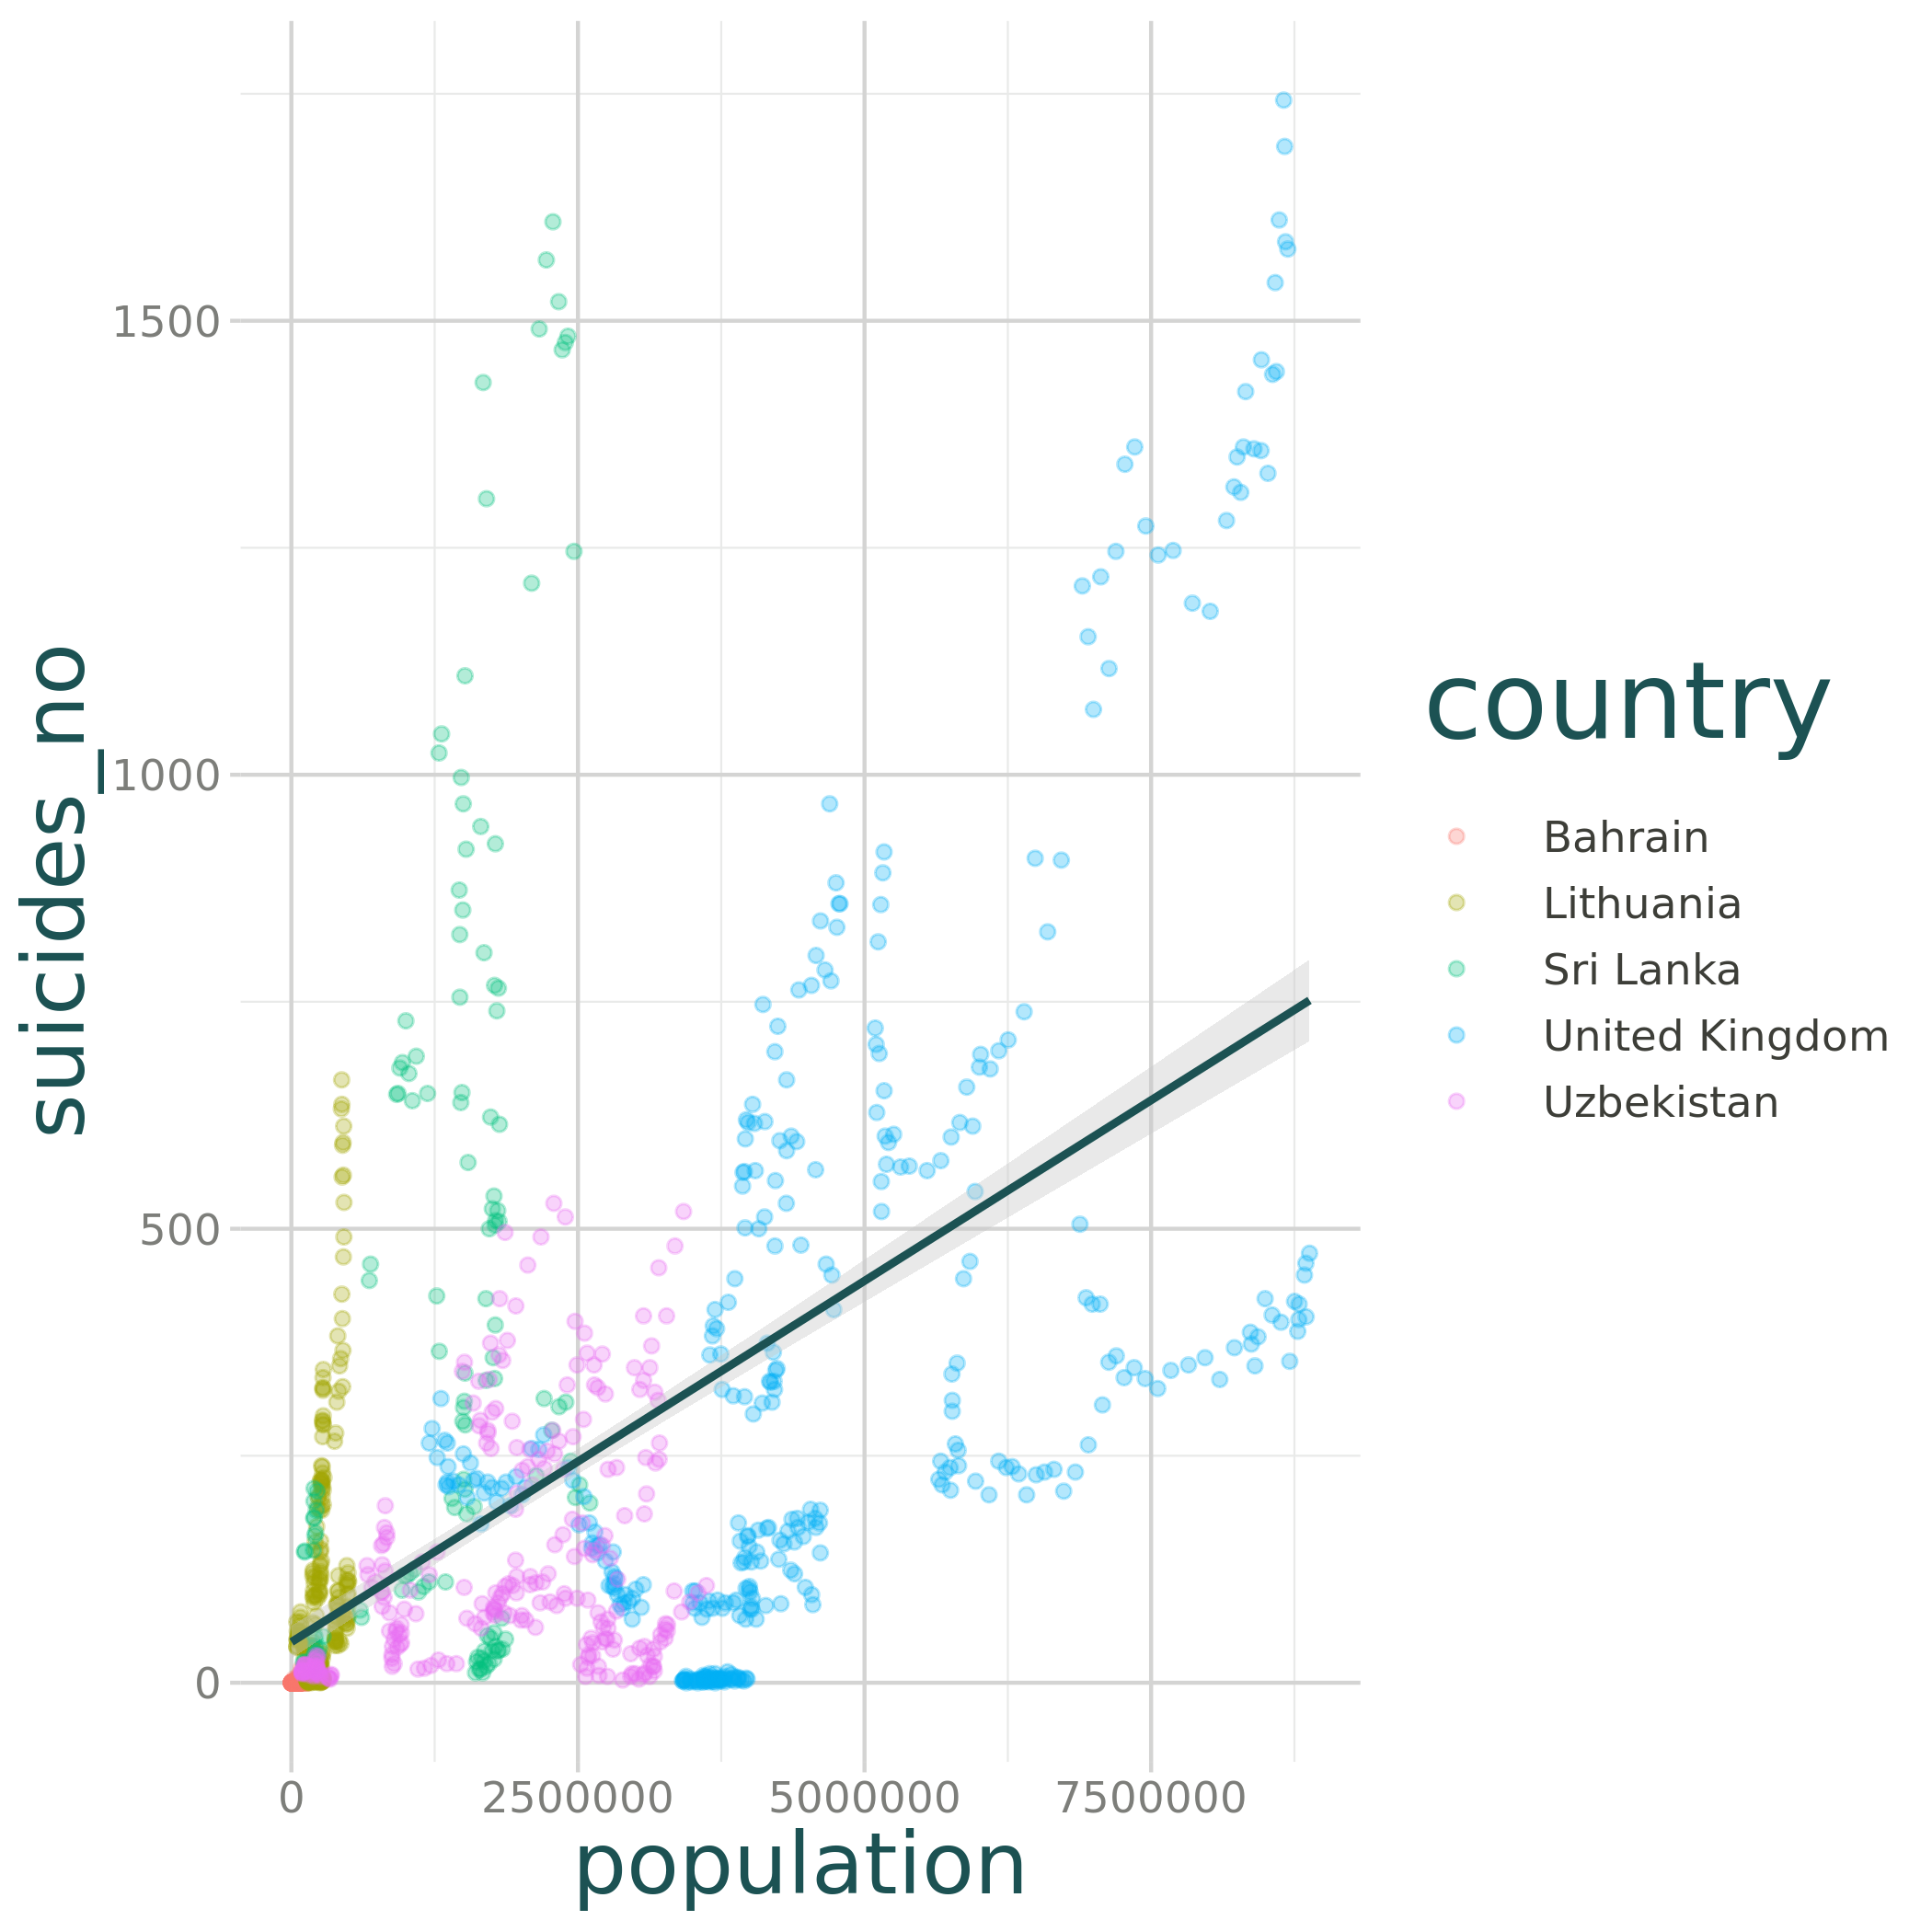 suicides_no
1500
1000
500
0
0 2500000 5000000 7500000
population
country
Bahrain
Lithuania
Sri Lanka
United Kingdom
Uzbekistan